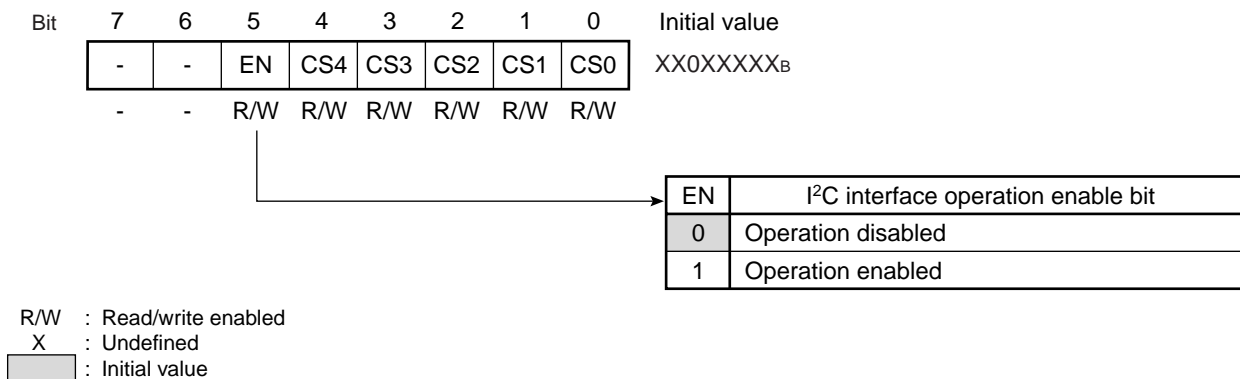 Bit 7 6 5 4 3 2 1 0 Initial value
- - EN CS4 CS3 CS2 CS1 CS0 XX0XXXXXB
- - R/W R/W R/W R/W R/W R/W
EN I²C interface operation enable bit
0 Operation disabled
1 Operation enabled
R/W : Read/write enabled
X : Undefined
: Initial value